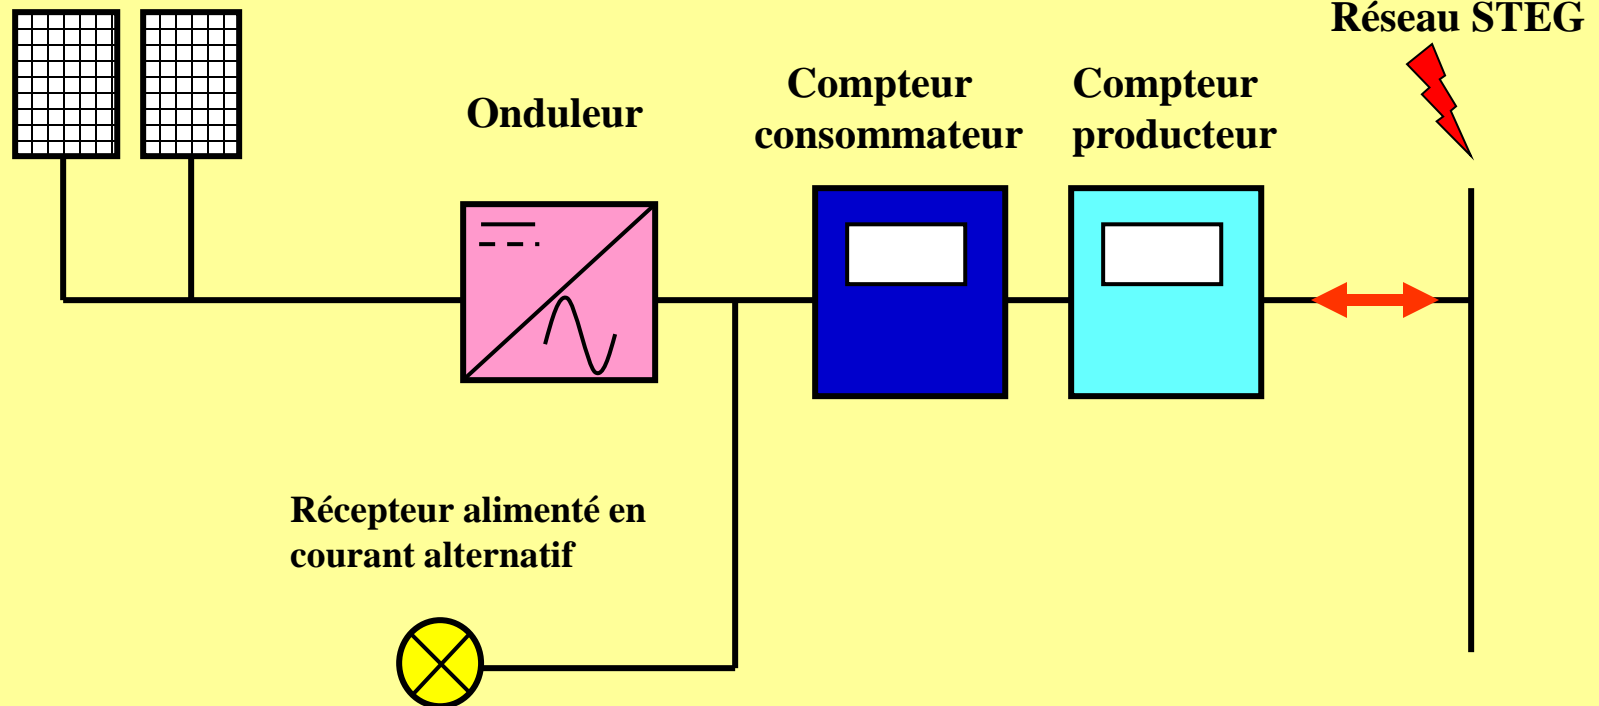 Réseau STEG
Onduleur
Compteur
consommateur
Compteur
producteur
Récepteur alimenté en
courant alternatif